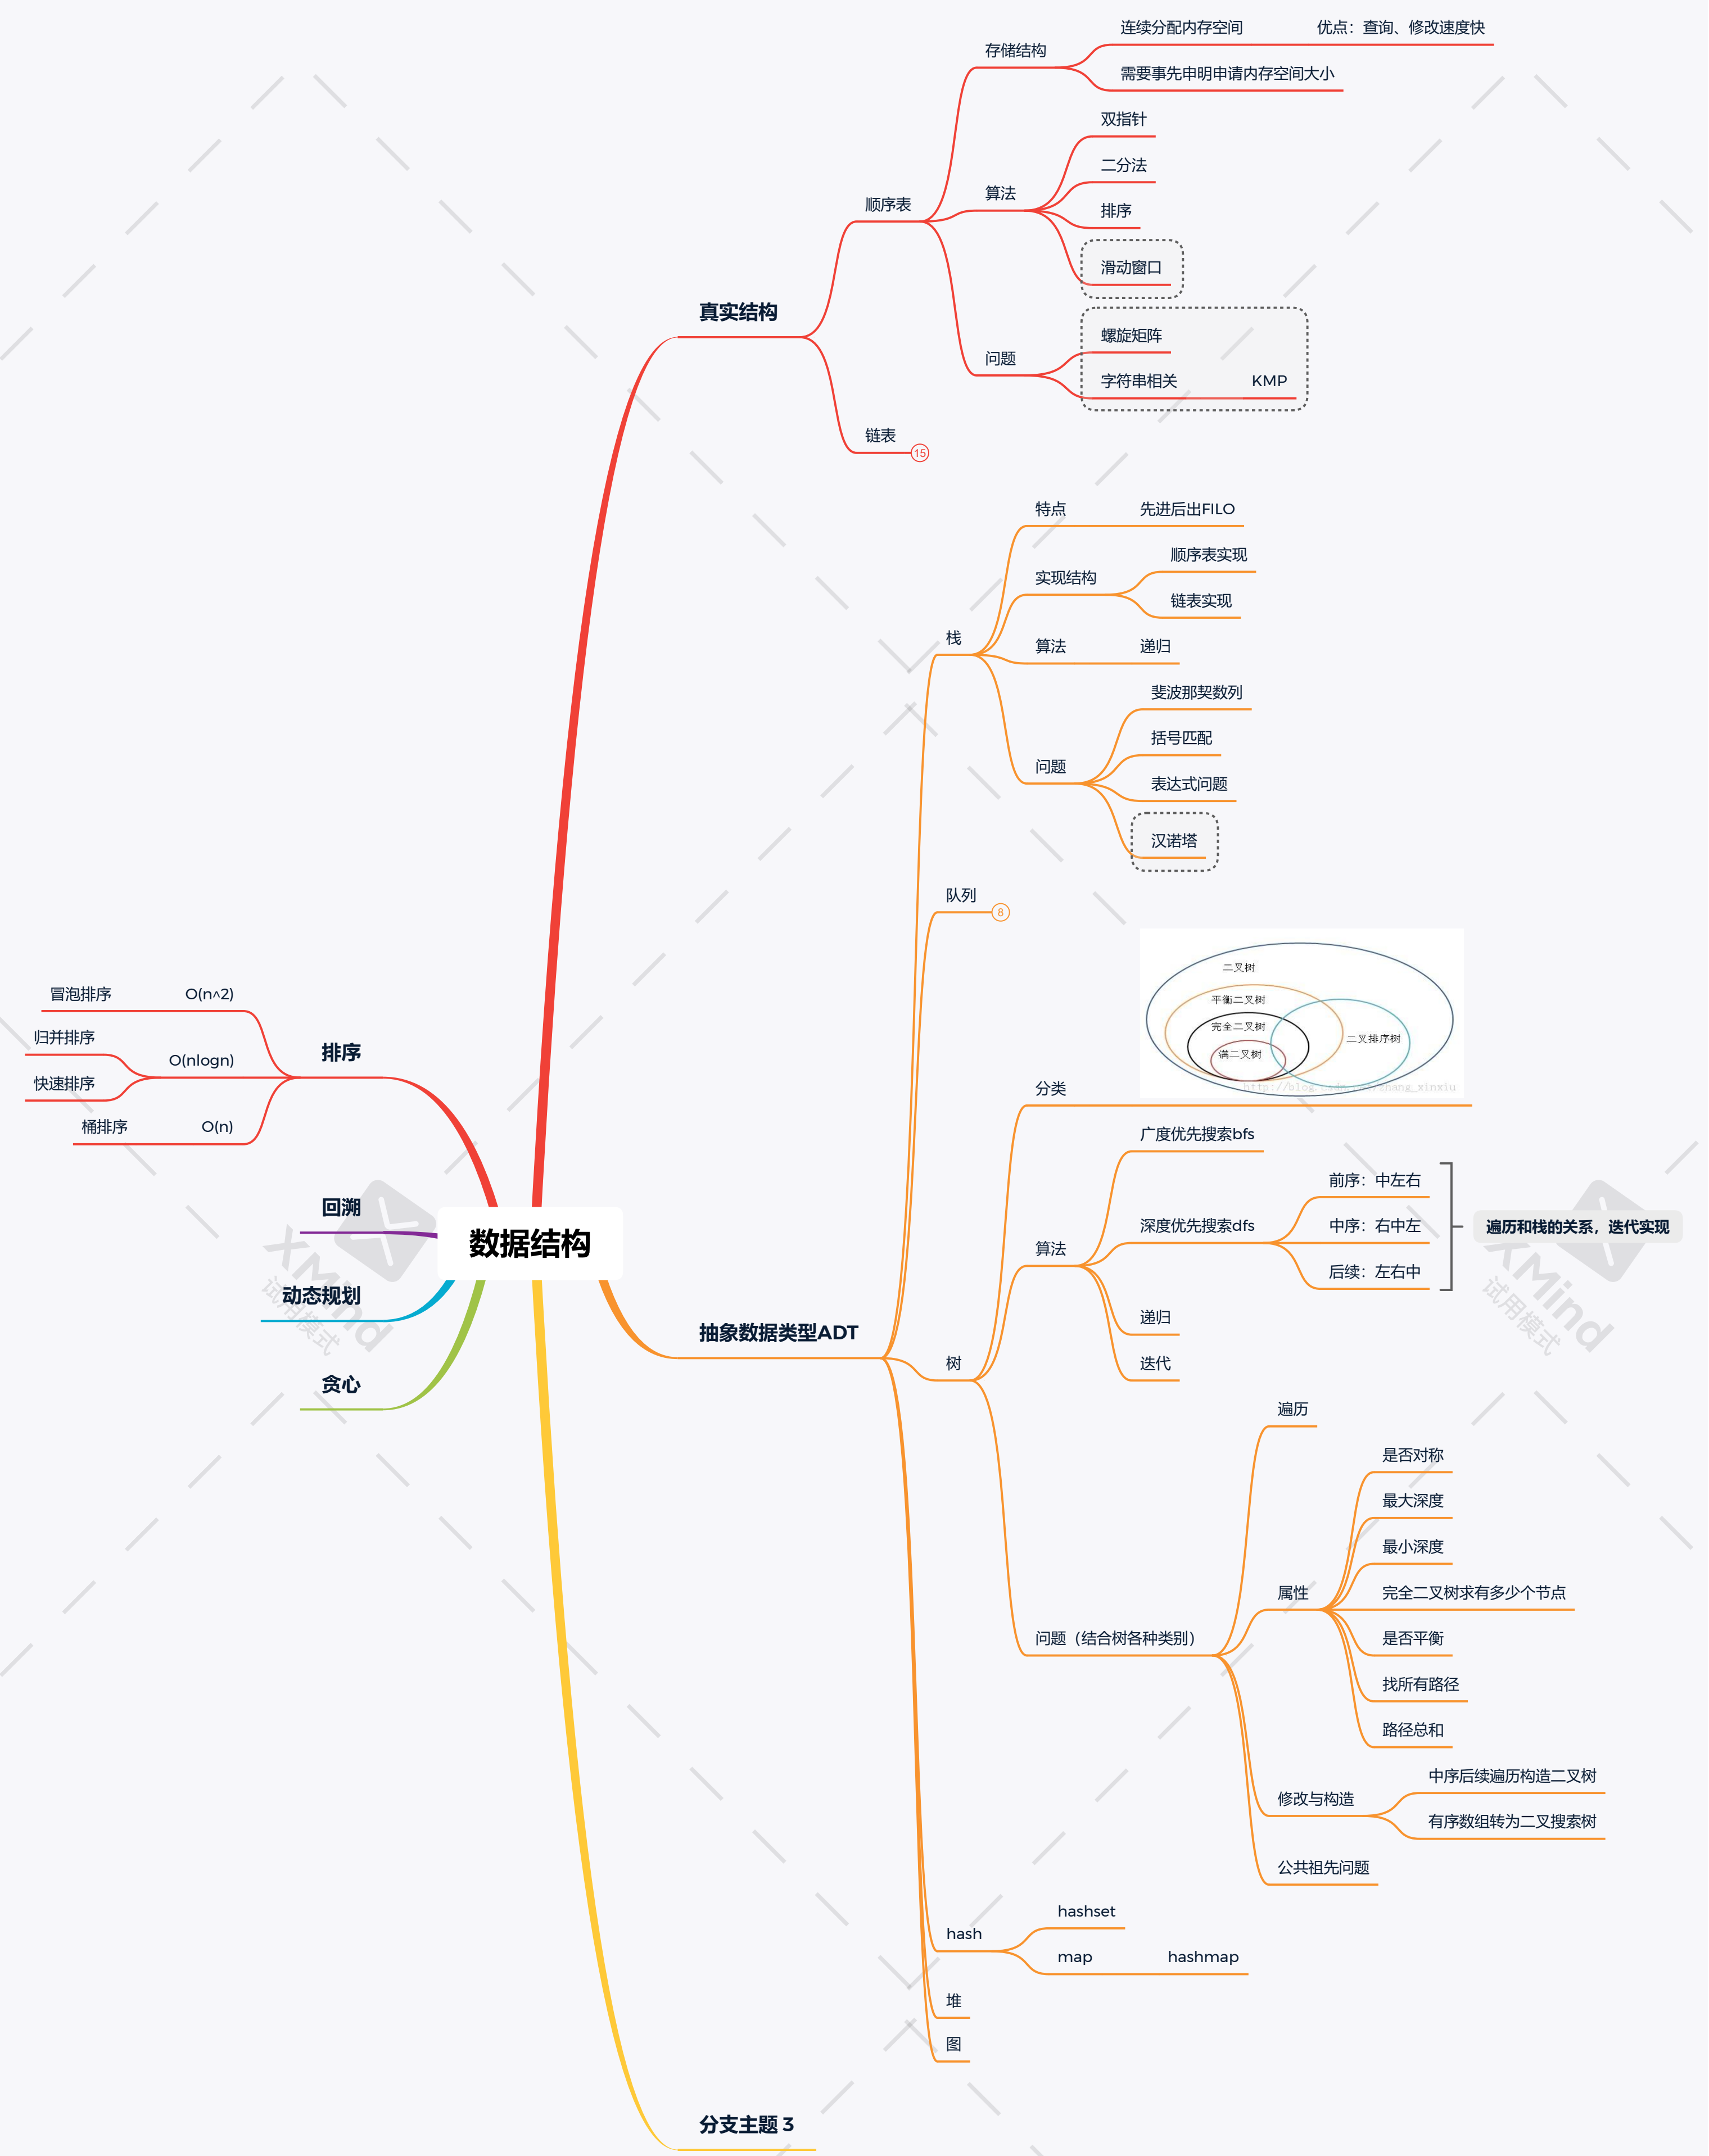 连续分配内存空间 优点：查询、修改速度快
存储结构
需要事先申明申请内存空间大小
双指针
二分法
算法
顺序表
排序
滑动窗口
真实结构
螺旋矩阵
问题
字符串相关 KMP
链表 15
特点 先进后出FILO
顺序表实现
实现结构
链表实现
栈
算法 递归
斐波那契数列
括号匹配
问题
表达式问题
汉诺塔
队列 8
二叉树
平衡二叉树
完全二叉树
二叉排序树
满二叉树
http://blog.csdn.net/zhang_xinxiu
分类
冒泡排序 O(n^2)
归并排序
排序
O(nlogn)
快速排序
桶排序 O(n)
广度优先搜索bfs
前序：中左右
深度优先搜索dfs
中序：右中左
遍历和栈的关系，迭代实现
后续：左右中
算法
递归
迭代
回溯
数据结构
动态规划
抽象数据类型ADT
树
贪心
遍历
是否对称
最大深度
最小深度
属性
完全二叉树求有多少个节点
问题（结合树各种类别）
是否平衡
找所有路径
路径总和
中序后续遍历构造二叉树
修改与构造
有序数组转为二叉搜索树
公共祖先问题
hashset
hash
map hashmap
堆
图
分支主题 3
XMind
试用模式
XMind
试用模式